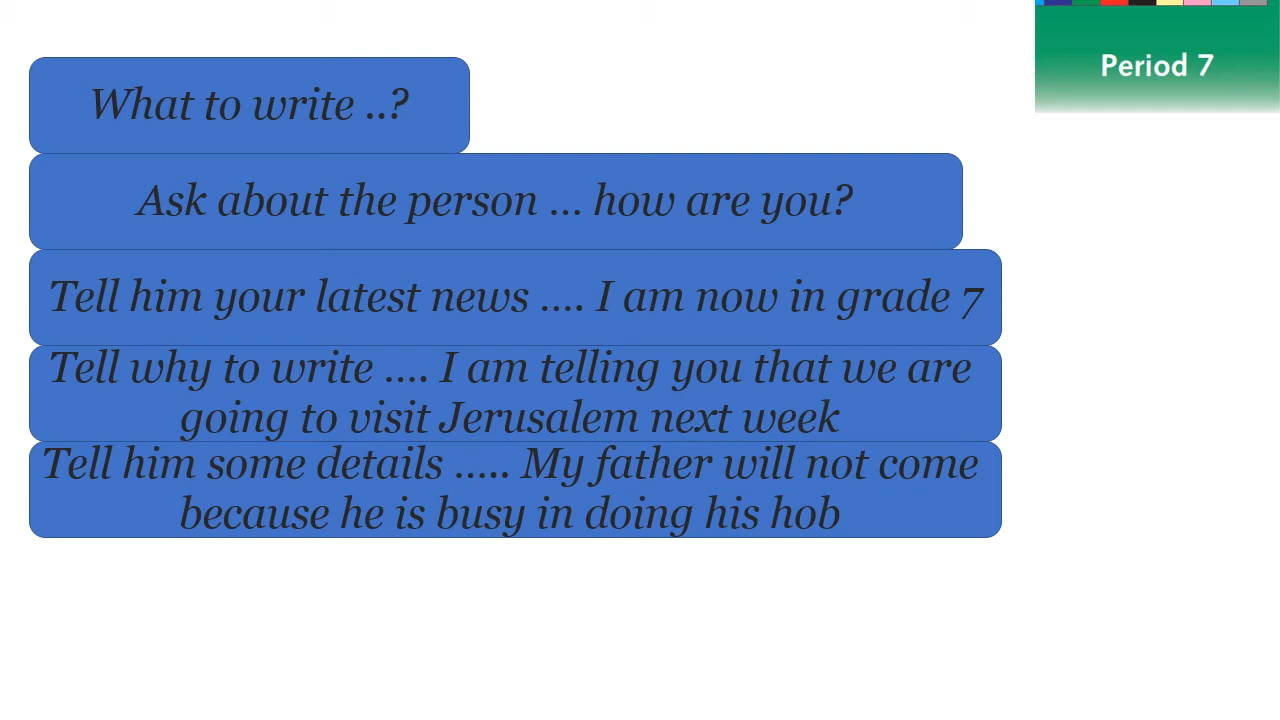 Period 7
What to write ..?
Ask about the person ... how are you?
Tell him your latest news .... I am now in grade 7
Tell why to write .... I am telling you that we are
going to visit Jerusalem next week
Tell him some details ..... My father will not come
because he is busy in doing his hob